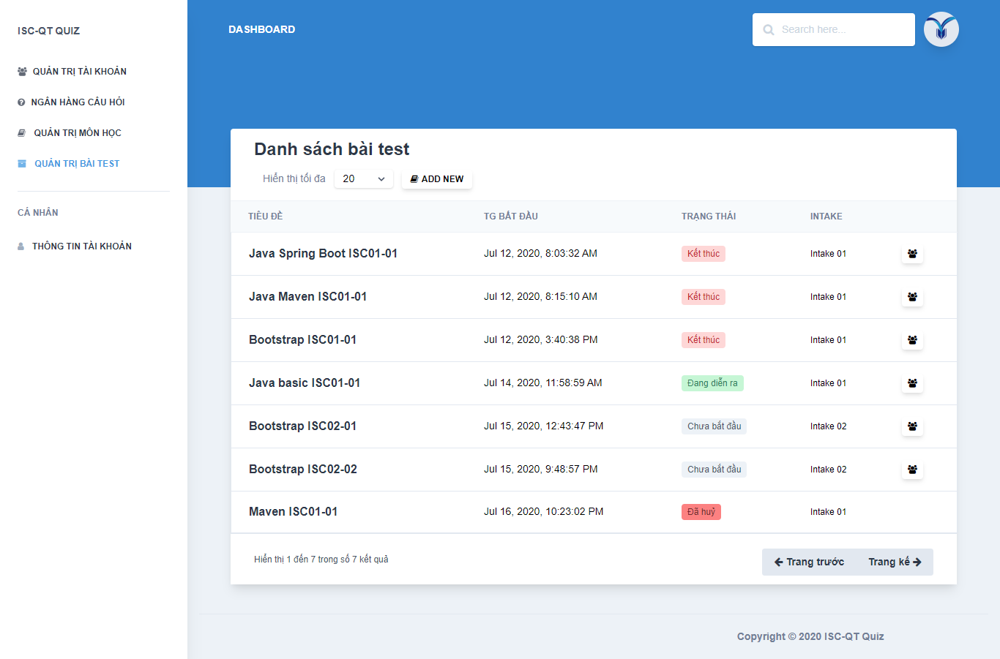 ISC-QT QUIZ
QUẢN TRỊ TÀI KHOẢN
NGÂN HÀNG CÂU HỎI
QUẢN TRỊ MÔN HỌC
QUẢN TRỊ BÀI TEST
CÁ NHÂN
THÔNG TIN TÀI KHOẢN
DASHBOARD
Search here...
Danh sách bài test
Hiển thị tối đa 20 ADD NEW
TIÊU ĐỀ TG BẮT ĐẦU TRẠNG THÁI INTAKE
Java Spring Boot ISC01-01 Jul 12, 2020, 8:03:32 AM Kết thúc Intake 01
Java Maven ISC01-01 Jul 12, 2020, 8:15:10 AM Kết thúc Intake 01
Bootstrap ISC01-01 Jul 12, 2020, 3:40:38 PM Kết thúc Intake 01
Java basic ISC01-01 Jul 14, 2020, 11:58:59 AM Đang diễn ra Intake 01
Bootstrap ISC02-01 Jul 15, 2020, 12:43:47 PM Chưa bắt đầu Intake 02
Bootstrap ISC02-02 Jul 15, 2020, 9:48:57 PM Chưa bắt đầu Intake 02
Maven ISC01-01 Jul 16, 2020, 10:23:02 PM Đã huỷ Intake 01
Hiển thị 1 đến 7 trong số 7 kết quả
Trang trước Trang kế
Copyright © 2020 ISC-QT Quiz